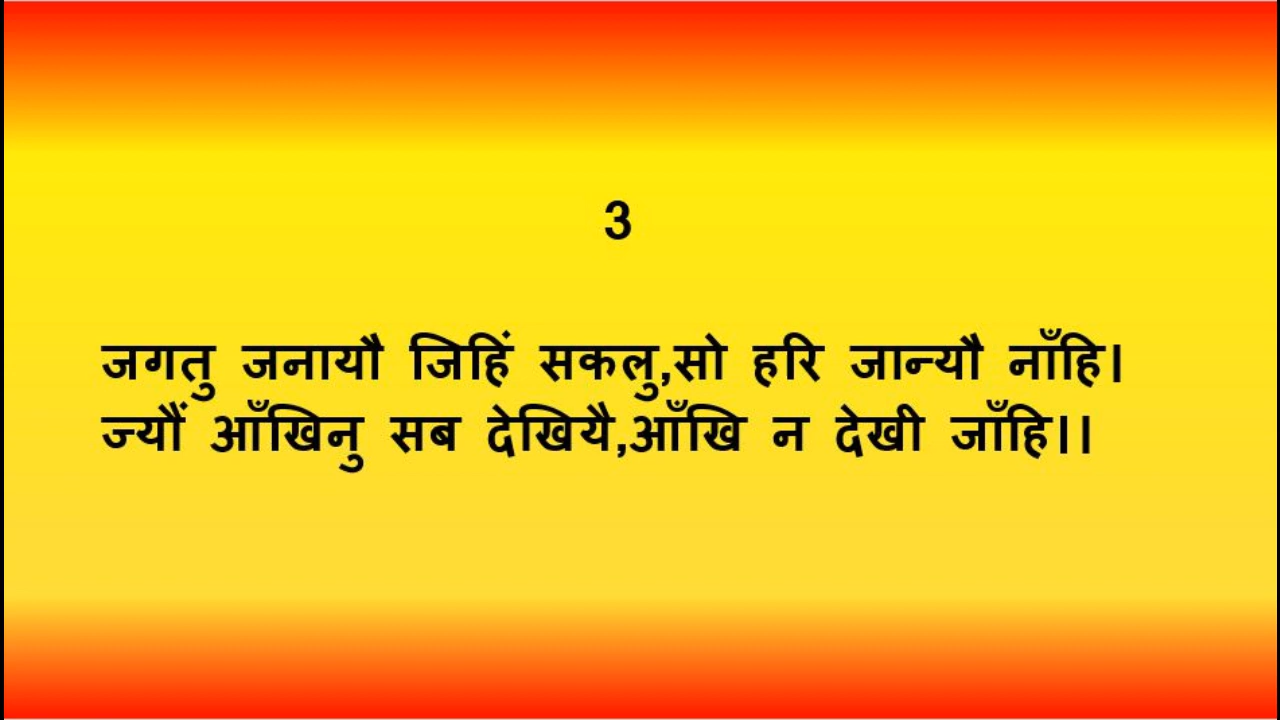 3
जगतु जनायौ जिहिं सकलु,सो हरि जान्यौ नाँहि।
ज्यौं आँखिनु सब देखियै,आँखि न देखी जाँहि।।